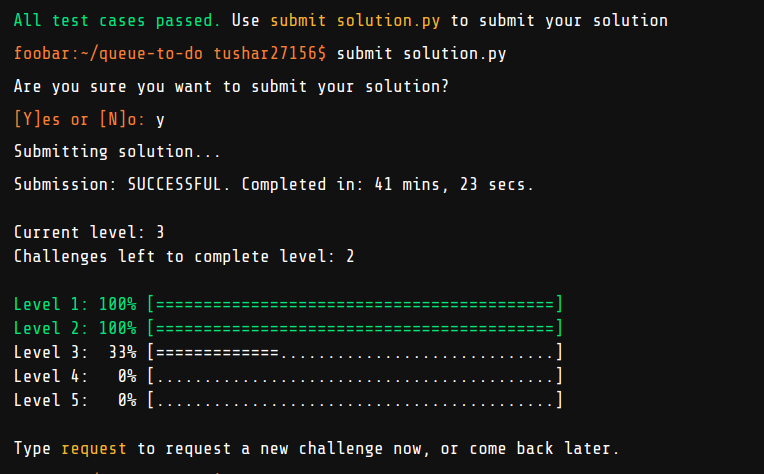 All test cases passed. Use submit solution.py to submit your solution
foobar:~/queue-to-do tushar27156$ submit solution.py
Are you sure you want to submit your solution?
[Y]es or [N]o: y
Submitting solution...
Submission: SUCCESSFUL. Completed in: 41 mins, 23 secs.
Current level: 3
Challenges left to complete level: 2
Level 1: 100% [==========================================]
Level 2: 100% [==========================================]
Level 3:  33% [=============.............................]
Level 4:   0% [..........................................]
Level 5:   0% [..........................................]
Type request to request a new challenge now, or come back later.